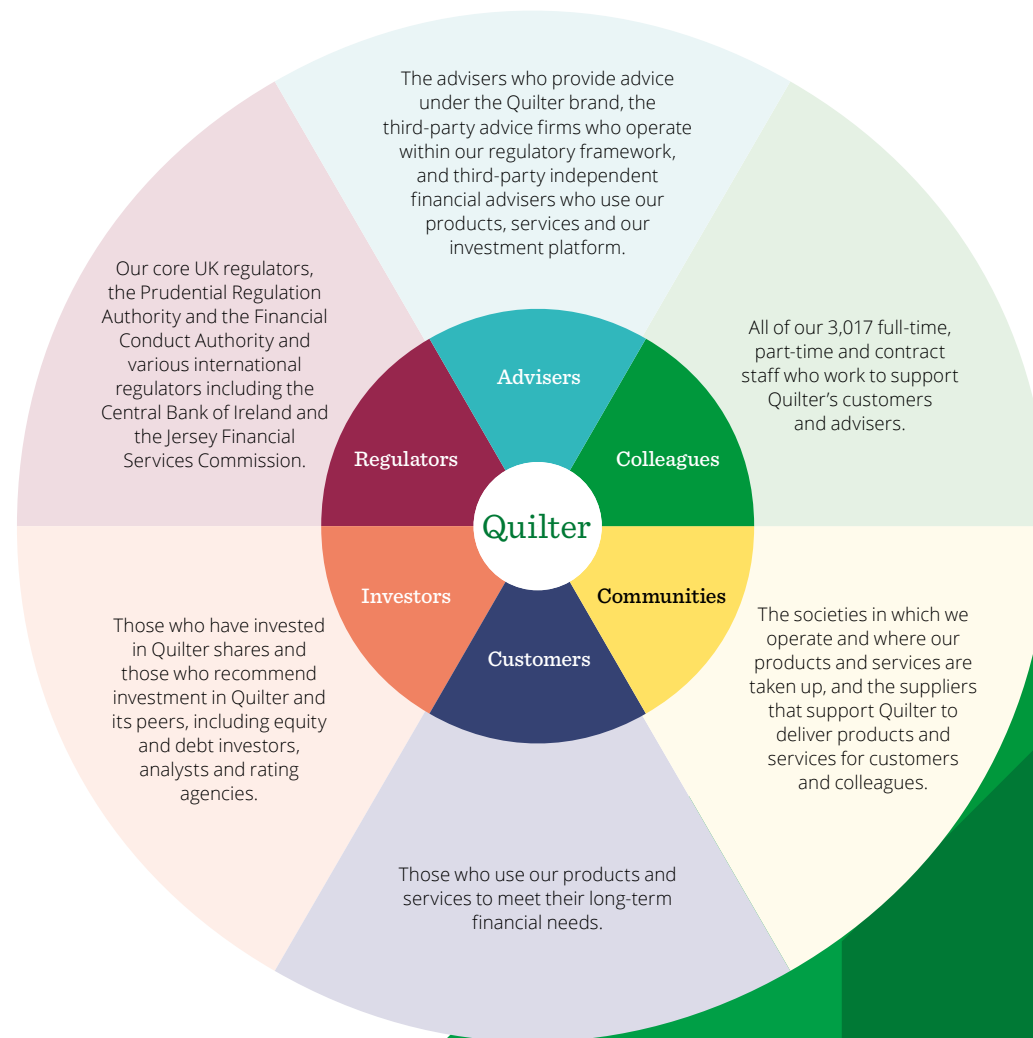 The advisers who provide advice
under the Quilter brand, the
third-party advice firms who operate
within our regulatory framework,
and third-party independent
financial advisers who use our
products, services and our
investment platform.
Our core UK regulators,
the Prudential Regulation
Authority and the Financial
Conduct Authority and
various international
regulators including the
Central Bank of Ireland and
the Jersey Financial
Services Commission.
All of our 3,017 full-time,
part-time and contract
staff who work to support
Quilter’s customers
and advisers.
Advisers
Regulators
Colleagues
Quilter
Investors
Communities
Customers
Those who have invested
in Quilter shares and
those who recommend
investment in Quilter and
its peers, including equity
and debt investors,
analysts and rating
agencies.
The societies in which we
operate and where our
products and services are
taken up, and the suppliers
that support Quilter to
deliver products and
services for customers
and colleagues.
Those who use our products and
services to meet their long-term
financial needs.